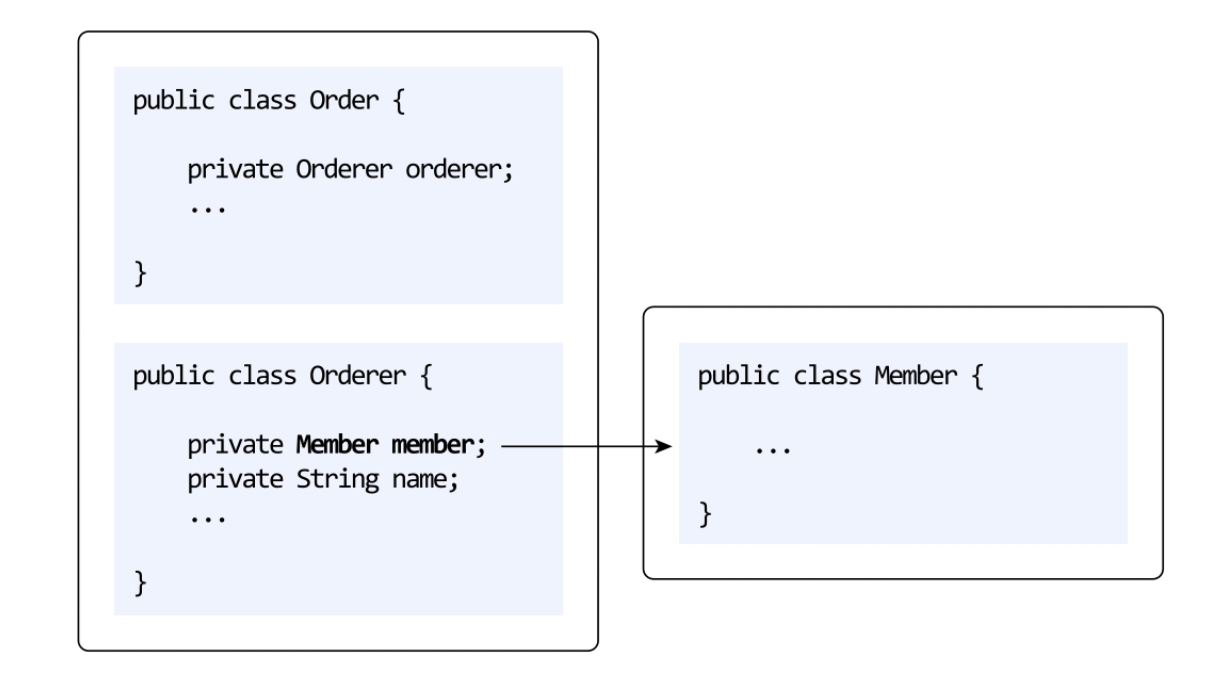 public class Order {
private Orderer orderer;
...
}
public class Orderer {
private Member member;
private String name;
...
}
public class Member {
...
}